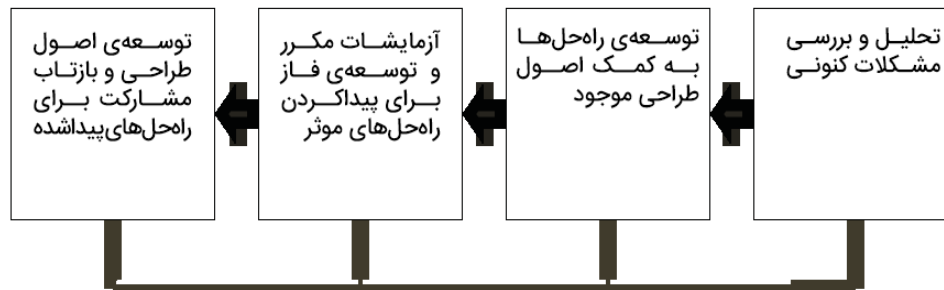 تحلیل و بررسی
مشکلات کنونی
توسعه‌ی راه‌حل‌ها
به کمک اصول
طراحی موجود
آزمایشات مکرر
و توسعه‌ی فاز
برای پیداکردن
راه‌حل‌های موثر
توسعه‌ی اصول
طراحی و بازتاب
مشارکت برای
راه‌حل‌های‌پیداشده